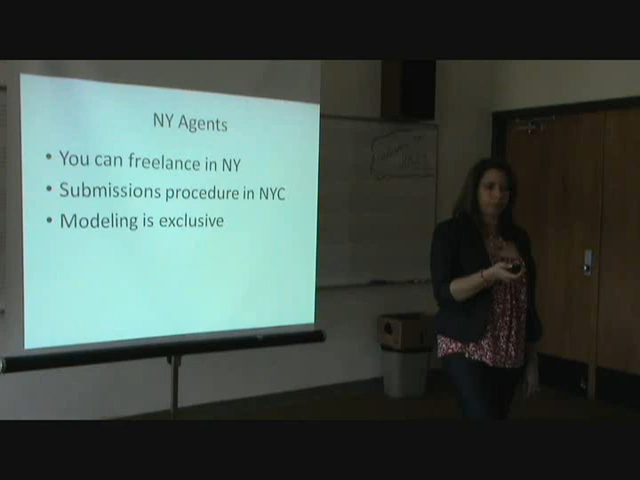 NY Agents
• You can freelance in NY
• Submissions procedure in NYC
• Modeling is exclusive